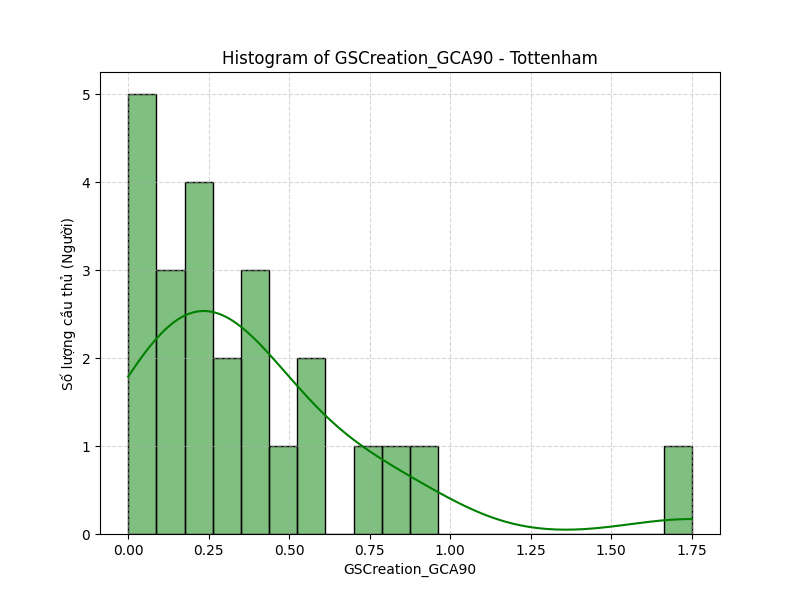 Histogram of GSCreation_GCA90 - Tottenham
Số lượng cầu thủ (Người)
5
4
3
2
1
0
0.00 0.25 0.50 0.75 1.00 1.25 1.50 1.75
GSCreation_GCA90